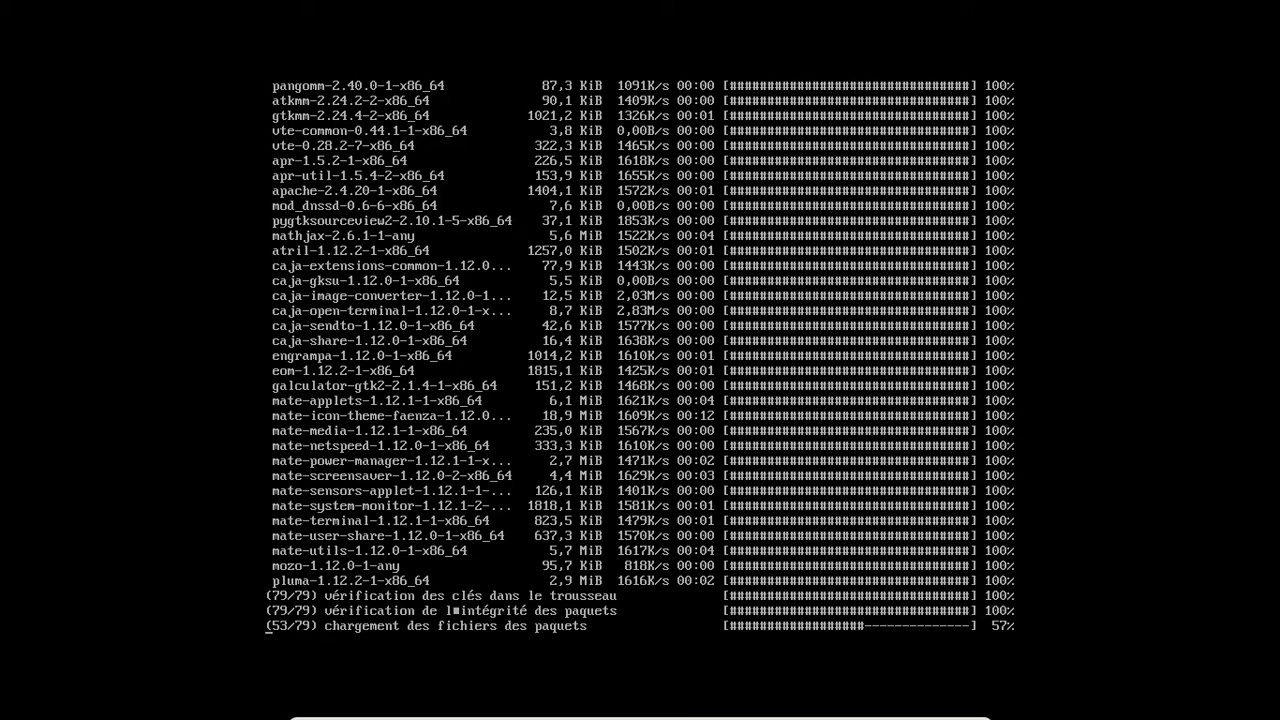 pangomm-2.40.0-1-x86_64 87,3 KiB 1091K/s 00:00 [################################] 100%
atkmm-2.24.2-2-x86_64 90,1 KiB 1409K/s 00:00 [################################] 100%
gtkmm-2.24.4-2-x86_64 1021,2 KiB 1326K/s 00:01 [################################] 100%
vte-common-0.44.1-1-x86_64 3,8 KiB 0,00B/s 00:00 [################################] 100%
vte-0.28.2-7-x86_64 322,3 KiB 1465K/s 00:00 [################################] 100%
apr-1.5.2-1-x86_64 226,5 KiB 1618K/s 00:00 [################################] 100%
apr-util-1.5.4-2-x86_64 153,9 KiB 1655K/s 00:00 [################################] 100%
apache-2.4.20-1-x86_64 1404,1 KiB 1572K/s 00:01 [################################] 100%
mod_dnssd-0.6-6-x86_64 7,6 KiB 0,00B/s 00:00 [################################] 100%
pygtksourceview2-2.10.1-5-x86_64 37,1 KiB 1853K/s 00:00 [################################] 100%
mathjax-2.6.1-1-any 5,6 MiB 1522K/s 00:04 [################################] 100%
atril-1.12.2-1-x86_64 1257,0 KiB 1502K/s 00:01 [################################] 100%
caja-extensions-common-1.12.0... 77,9 KiB 1443K/s 00:00 [################################] 100%
caja-gksu-1.12.0-1-x86_64 5,5 KiB 0,00B/s 00:00 [################################] 100%
caja-image-converter-1.12.0-1... 12,5 KiB 2,03M/s 00:00 [################################] 100%
caja-open-terminal-1.12.0-1-x... 8,7 KiB 2,83M/s 00:00 [################################] 100%
caja-sendto-1.12.0-1-x86_64 42,6 KiB 1577K/s 00:00 [################################] 100%
caja-share-1.12.0-1-x86_64 16,4 KiB 1638K/s 00:00 [################################] 100%
engrampa-1.12.0-1-x86_64 1014,2 KiB 1610K/s 00:01 [################################] 100%
eom-1.12.2-1-x86_64 1815,1 KiB 1425K/s 00:01 [################################] 100%
galculator-gtk2-2.1.4-1-x86_64 151,2 KiB 1468K/s 00:00 [################################] 100%
mate-applets-1.12.1-1-x86_64 6,1 MiB 1621K/s 00:04 [################################] 100%
mate-icon-theme-faenza-1.12.0... 18,9 MiB 1609K/s 00:12 [################################] 100%
mate-media-1.12.1-1-x86_64 235,0 KiB 1567K/s 00:00 [################################] 100%
mate-netspeed-1.12.0-1-x86_64 333,3 KiB 1610K/s 00:00 [################################] 100%
mate-power-manager-1.12.1-1-x... 2,7 MiB 1471K/s 00:02 [################################] 100%
mate-screensaver-1.12.0-2-x86_64 4,4 MiB 1629K/s 00:03 [################################] 100%
mate-sensors-applet-1.12.1-1-... 126,1 KiB 1401K/s 00:00 [################################] 100%
mate-system-monitor-1.12.1-2-... 1818,1 KiB 1581K/s 00:01 [################################] 100%
mate-terminal-1.12.1-1-x86_64 823,5 KiB 1479K/s 00:01 [################################] 100%
mate-user-share-1.12.0-1-x86_64 637,3 KiB 1570K/s 00:00 [################################] 100%
mate-utils-1.12.0-1-x86_64 5,7 MiB 1617K/s 00:04 [################################] 100%
mozo-1.12.0-1-any 95,7 KiB 818K/s 00:00 [################################] 100%
pluma-1.12.2-1-x86_64 2,9 MiB 1616K/s 00:02 [################################] 100%
(79/79) vérification des clés dans le trousseau [################################] 100%
(79/79) vérification de l■intégrité des paquets [################################] 100%
(53/79) chargement des fichiers des paquets [##################--------------] 57%